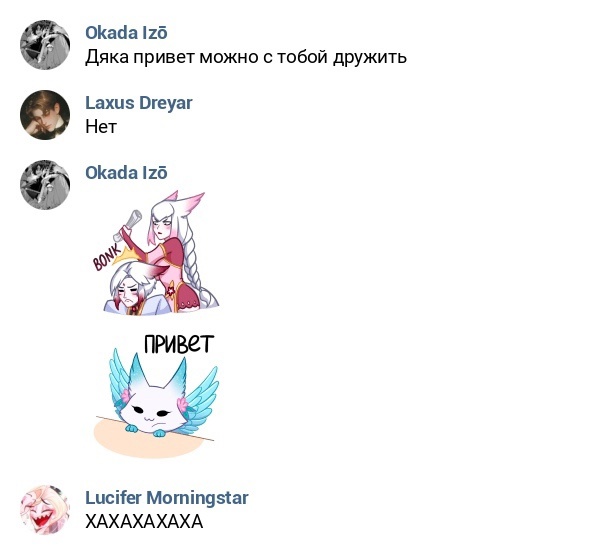 Okada Izō
Дяка привет можно с тобой дружить
Laxus Dreyar
Нет
Okada Izō
BONK
ПРИВЕТ
Lucifer Morningstar
ХАХАХАХАХА